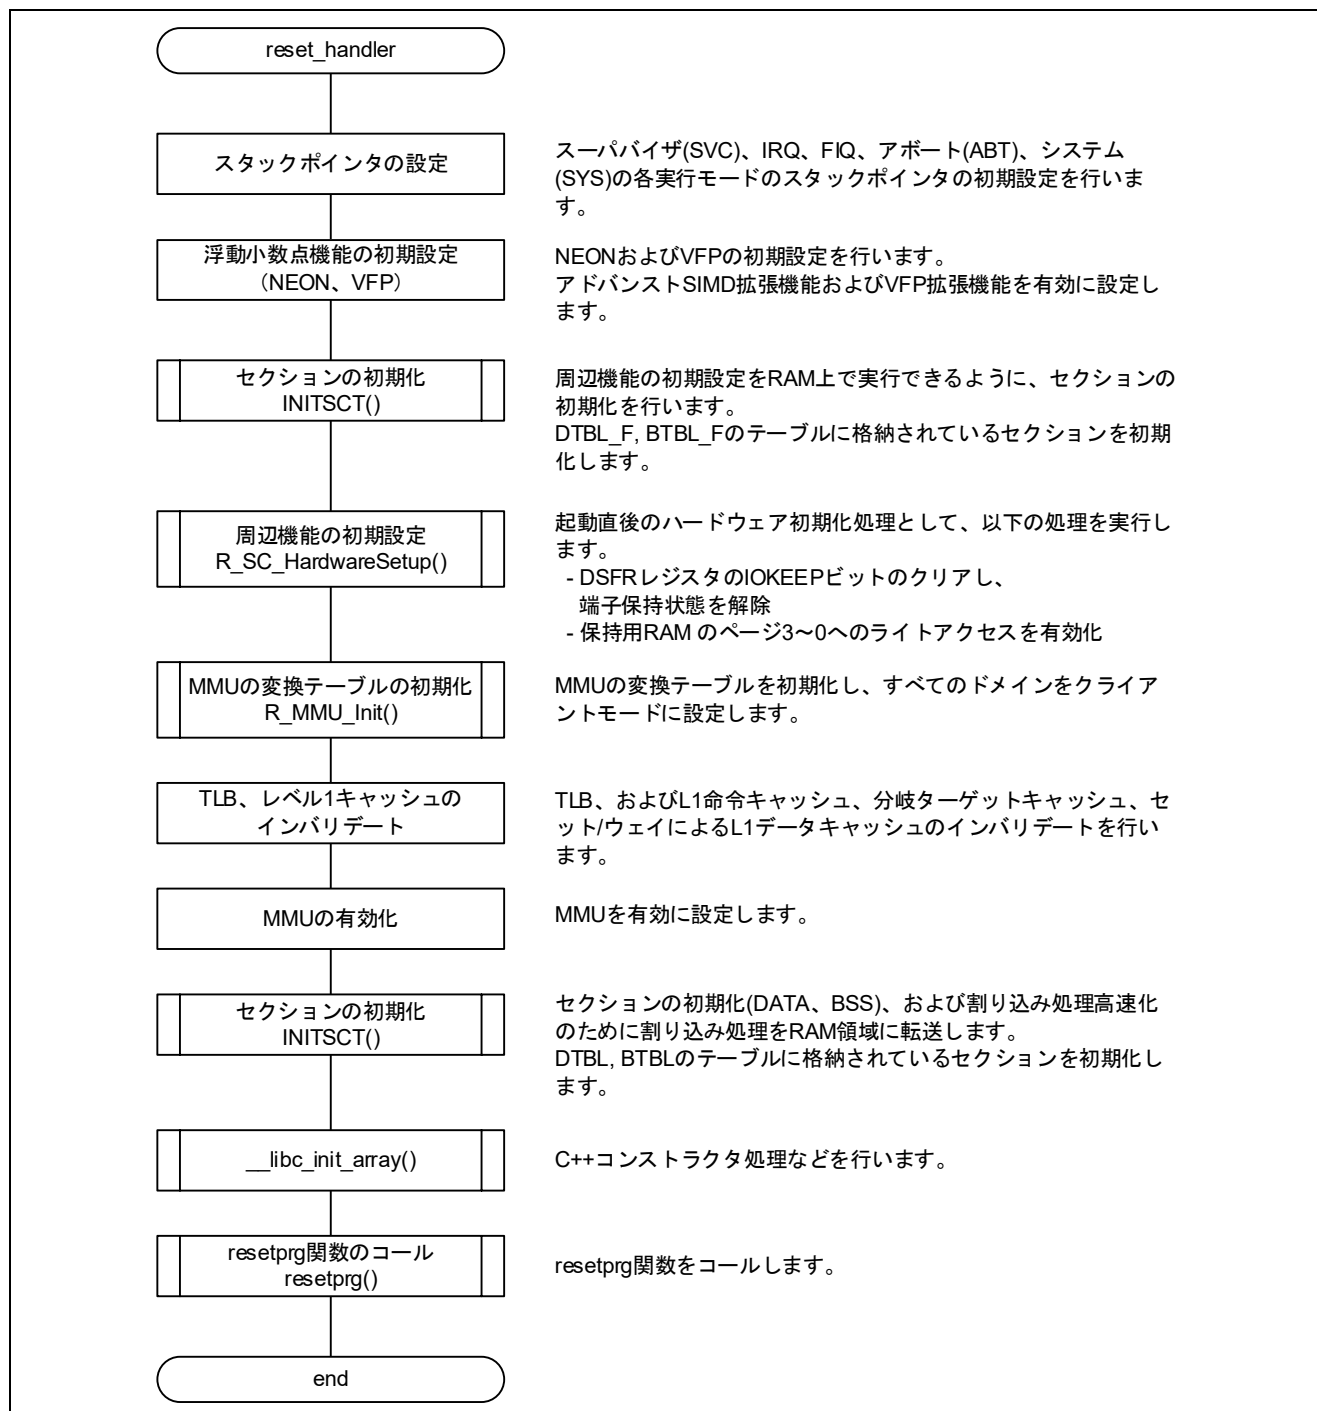 reset_handler
スタックポインタの設定
スーパバイザ(SVC)、IRQ、FIQ、アボート(ABT)、システム
(SYS)の各実行モードのスタックポインタの初期設定を行いま
す。
浮動小数点機能の初期設定
（NEON、VFP）
NEONおよびVFPの初期設定を行います。
アドバンストSIMD拡張機能およびVFP拡張機能を有効に設定し
ます。
セクションの初期化
INITSCT()
周辺機能の初期設定をRAM上で実行できるように、セクションの
初期化を行います。
DTBL_F, BTBL_Fのテーブルに格納されているセクションを初期
化します。
周辺機能の初期設定
R_SC_HardwareSetup()
起動直後のハードウェア初期化処理として、以下の処理を実行し
ます。
- DSFRレジスタのIOKEEPビットのクリアし、
端子保持状態を解除
- 保持用RAM のページ3～0へのライトアクセスを有効化
MMUの変換テーブルの初期化
R_MMU_Init()
MMUの変換テーブルを初期化し、すべてのドメインをクライア
ントモードに設定します。
TLB、レベル1キャッシュの
インバリデート
TLB、およびL1命令キャッシュ、分岐ターゲットキャッシュ、セ
ット/ウェイによるL1データキャッシュのインバリデートを行い
ます。
MMUの有効化
MMUを有効に設定します。
セクションの初期化
INITSCT()
セクションの初期化(DATA、BSS)、および割り込み処理高速化
のために割り込み処理をRAM領域に転送します。
DTBL, BTBLのテーブルに格納されているセクションを初期化し
ます。
__libc_init_array()
C++コンストラクタ処理などを行います。
resetprg関数のコール
resetprg()
resetprg関数をコールします。
end